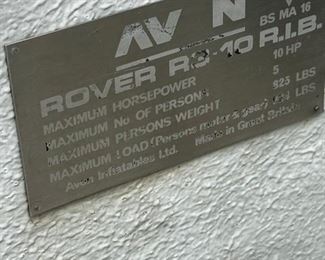 AV N
BS MA 16
ROVER R3·10 R.I.B.
MAXIMUM HORSEPOWER 10 HP
MAXIMUM No OF PERSONS 5
MAXIMUM PERSONS WEIGHT 825 LBS
MAXIMUM LOAD (Persons motor & gear) LBS
Avon Inflatables Ltd. Made in Great Britain